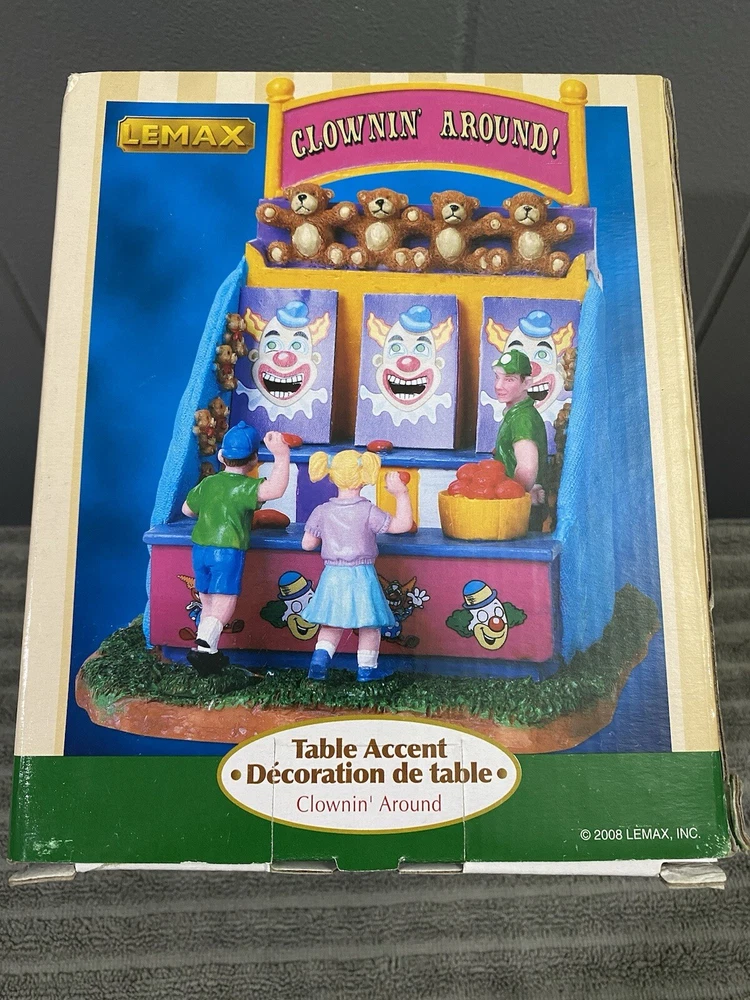 LEMAX
CLOWNIN' AROUND!
Table Accent
• Décoration de table •
Clownin' Around
© 2008 LEMAX, INC.